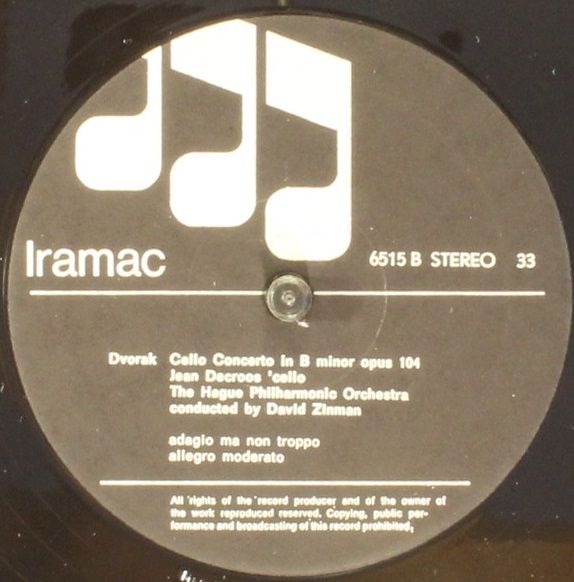 Iramac
6515 B STEREO 33
Dvorak Cello Concerto in B minor opus 104
Jean Decroos 'cello
The Hague Philharmonic Orchestra
conducted by David Zinman
adagio ma non troppo
allegro moderato
All rights of the record producer and of the owner of
the work reproduced reserved. Copying, public per-
formance and broadcasting of this record prohibited.